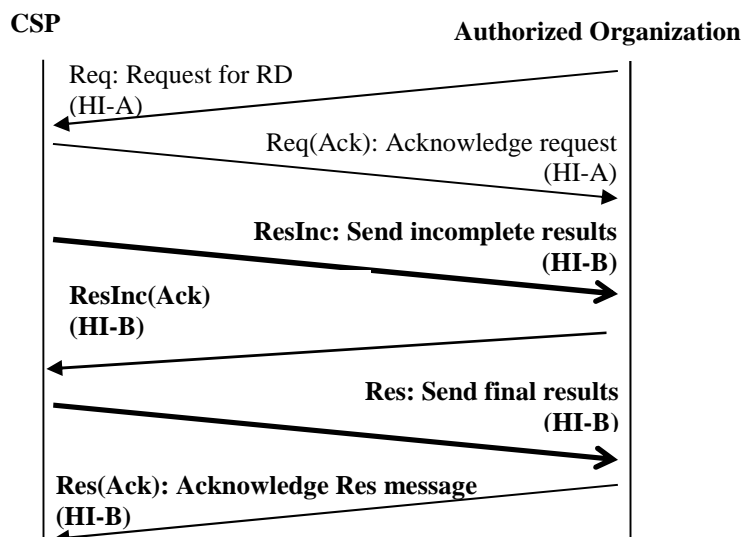 CSP
Authorized Organization
Req: Request for RD
(HI-A)
Req(Ack): Acknowledge request
(HI-A)
ResInc: Send incomplete results
(HI-B)
ResInc(Ack)
(HI-B)
Res: Send final results
(HI-B)
Res(Ack): Acknowledge Res message
(HI-B)